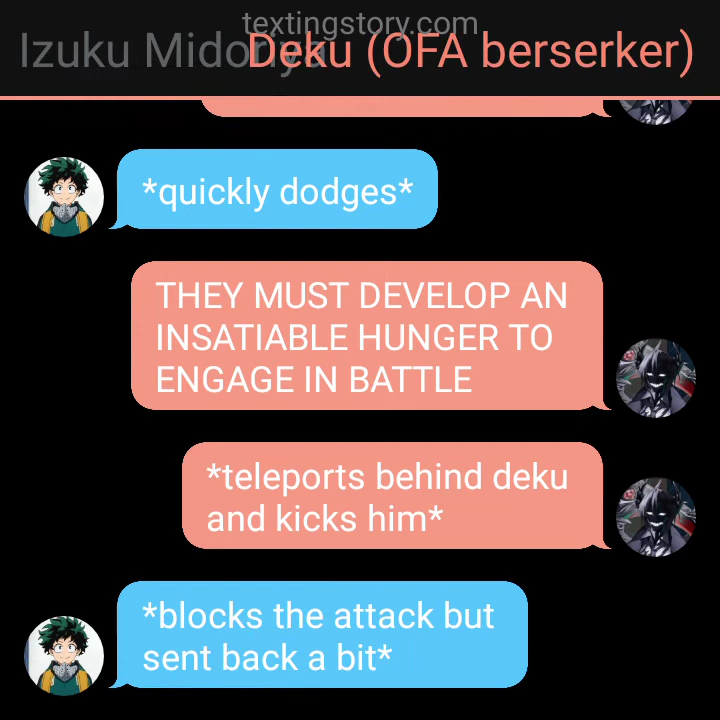 textingstory.com
Izuku Midoriya
Deku (OFA berserker)
*quickly dodges*
THEY MUST DEVELOP AN
INSATIABLE HUNGER TO
ENGAGE IN BATTLE
*teleports behind deku
and kicks him*
*blocks the attack but
sent back a bit*